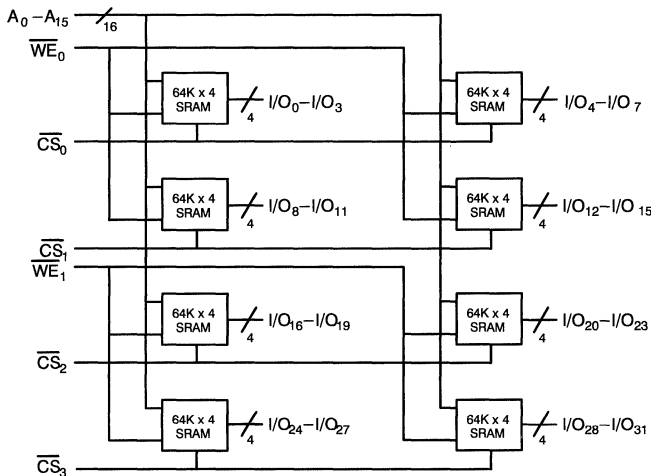 A0–A15
16
WE0
64K x 4
SRAM
4
I/O0–I/O3
64K x 4
SRAM
4
I/O4–I/O7
CS0
64K x 4
SRAM
4
I/O8–I/O11
64K x 4
SRAM
4
I/O12–I/O15
CS1
WE1
64K x 4
SRAM
4
I/O16–I/O19
64K x 4
SRAM
4
I/O20–I/O23
CS2
64K x 4
SRAM
4
I/O24–I/O27
64K x 4
SRAM
4
I/O28–I/O31
CS3